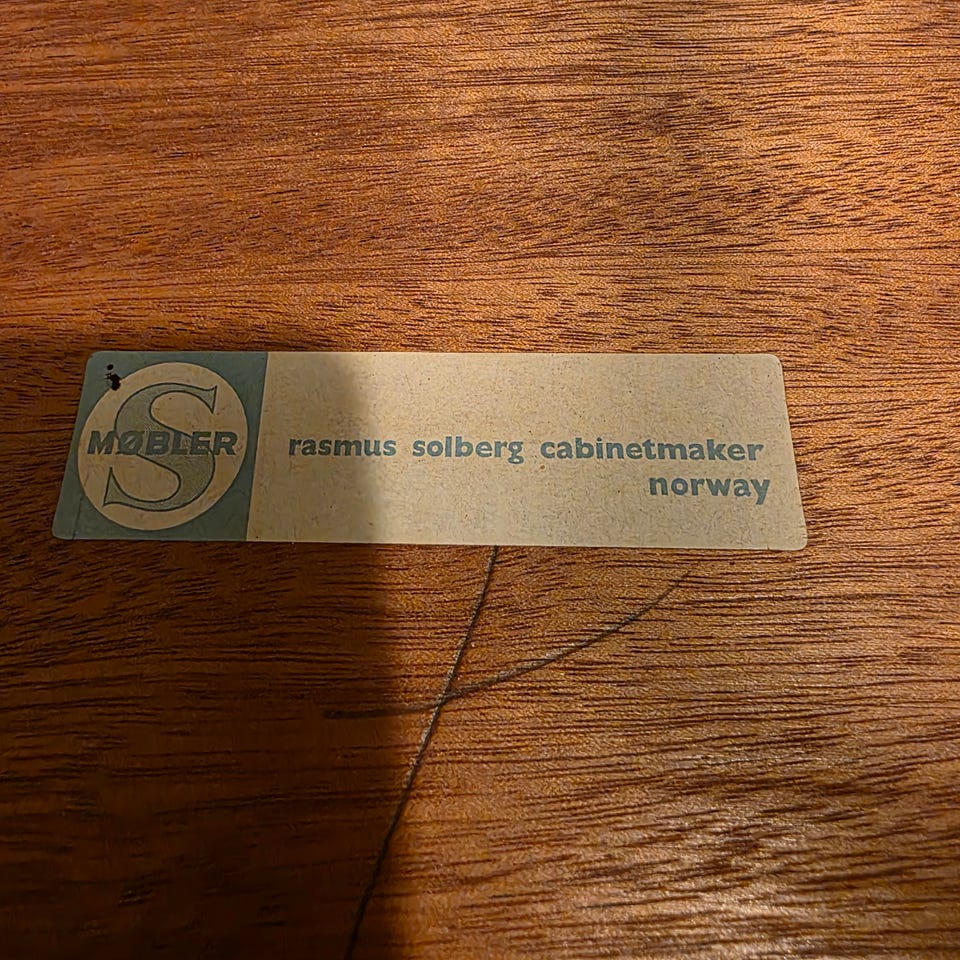 S
MØBLER
rasmus solberg cabinetmaker
norway